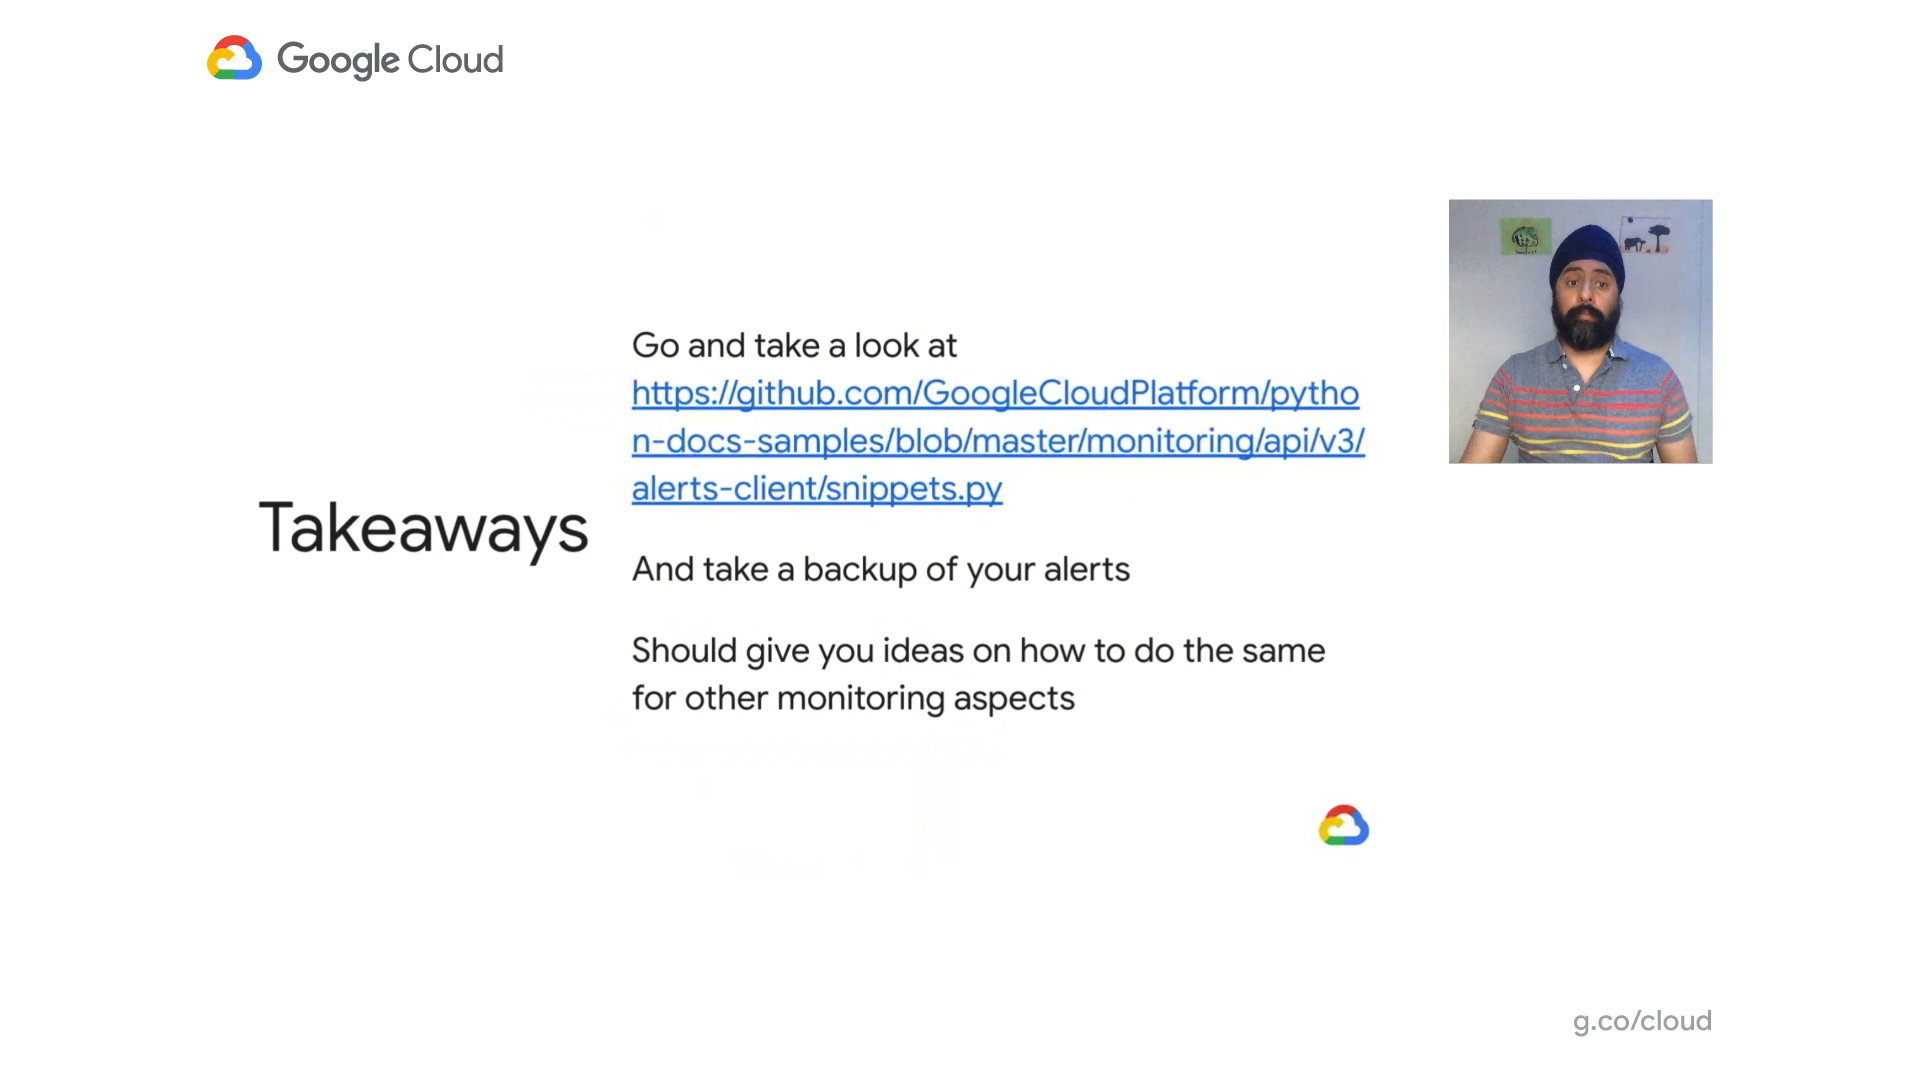 Google Cloud
Takeaways
Go and take a look at
https://github.com/GoogleCloudPlatform/pytho
n-docs-samples/blob/master/monitoring/api/v3/
alerts-client/snippets.py
And take a backup of your alerts
Should give you ideas on how to do the same
for other monitoring aspects
g.co/cloud